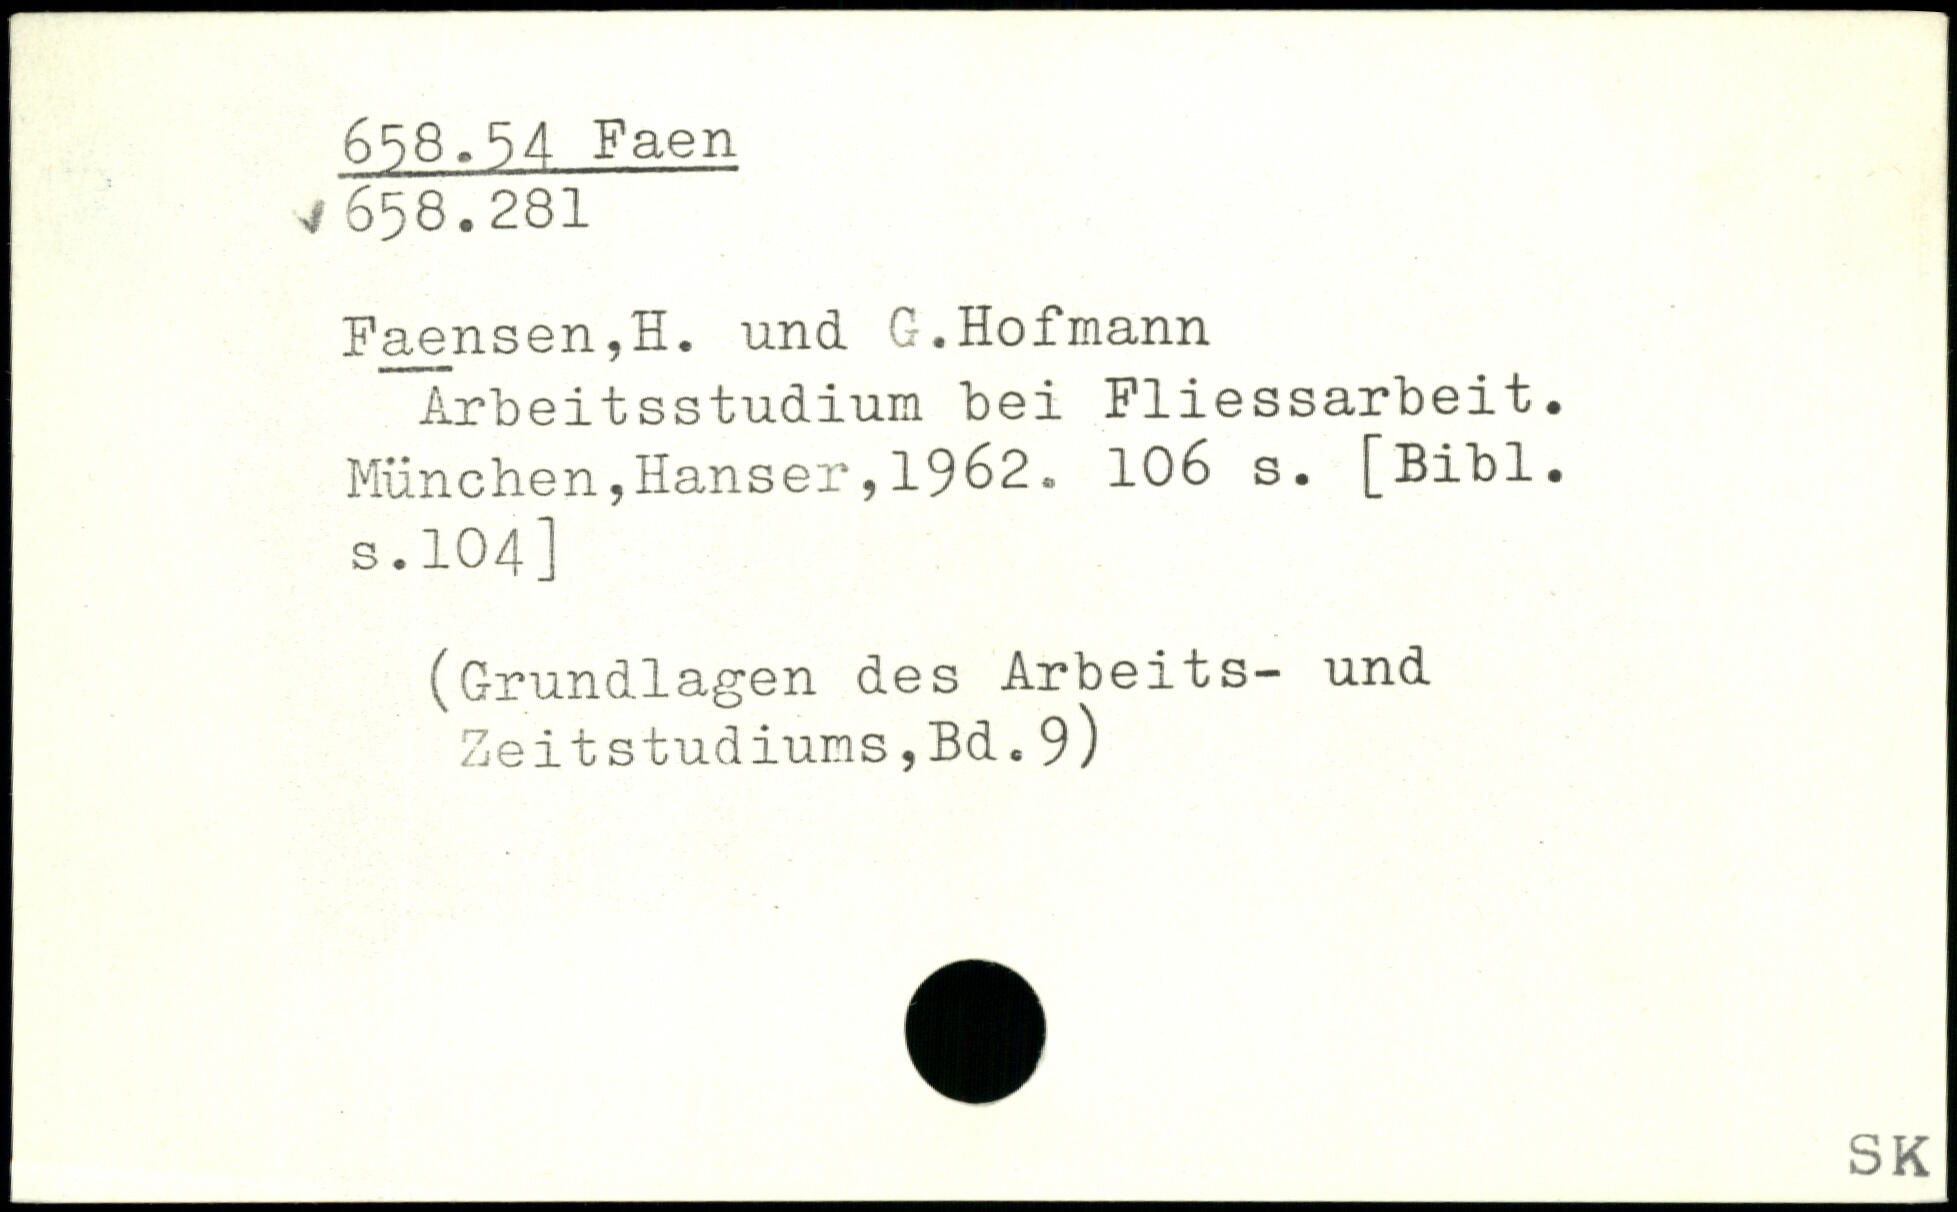 658.54 Faen
658.281
Faensen,H. und G.Hofmann
Arbeitsstudium bei Fliessarbeit.
München,Hanser,1962. 106 s. [Bibl.
s.104]
(Grundlagen des Arbeits- und
Zeitstudiums,Bd.9)
SK